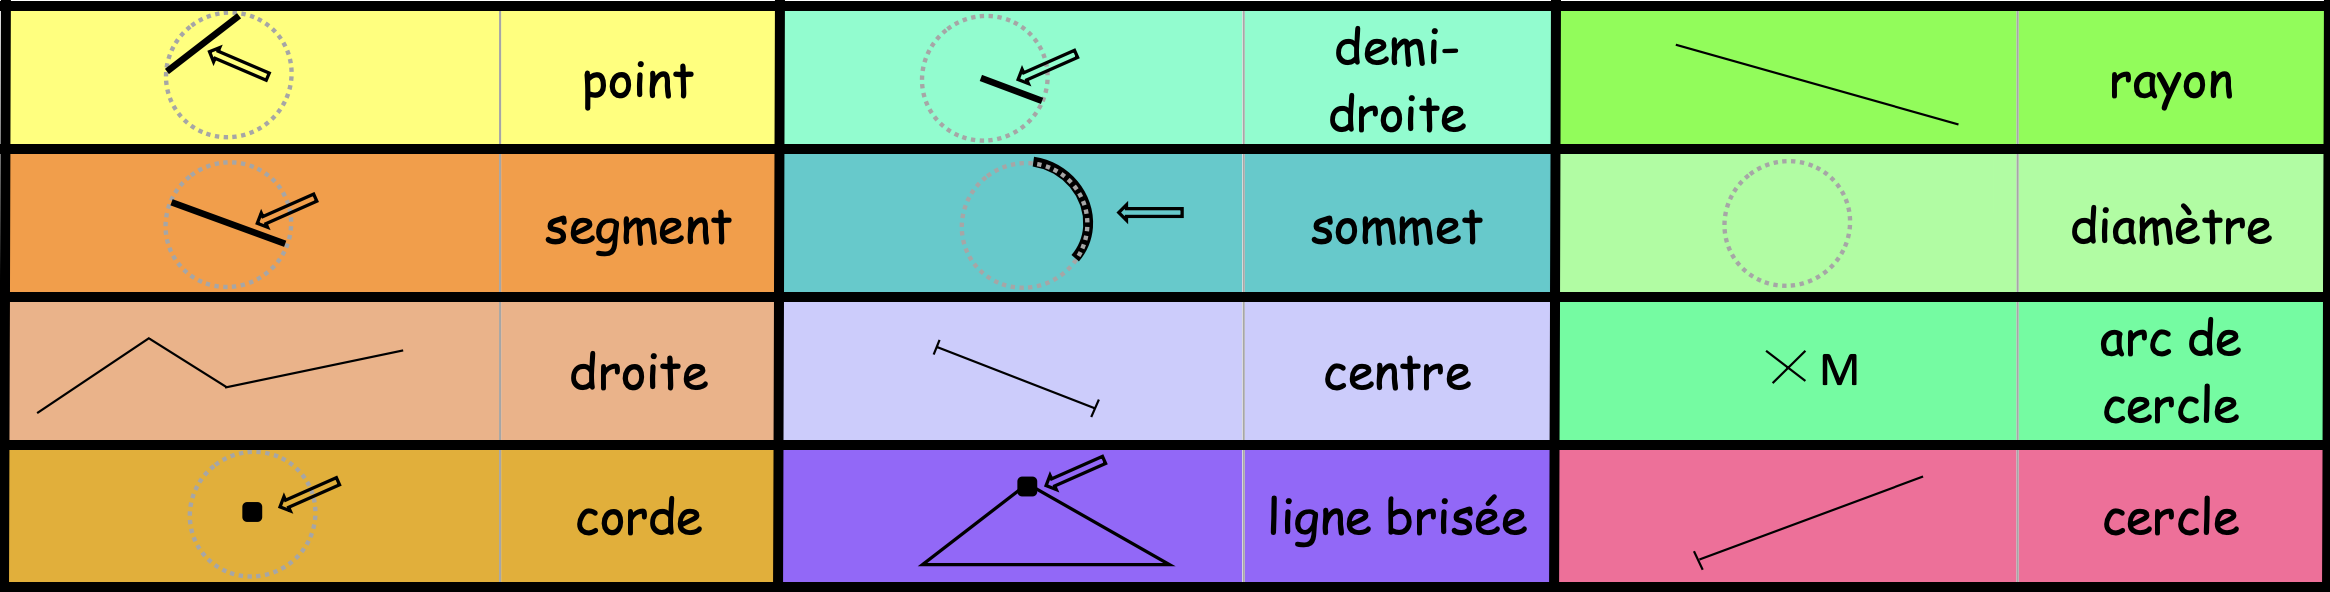 point
demi-
droite
rayon
segment
sommet
diamètre
droite
centre
M
arc de
cercle
corde
ligne brisée
cercle